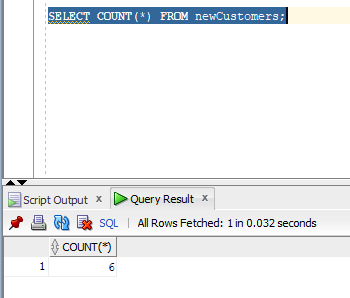 SELECT COUNT(*) FROM newCustomers;
Script Output x Query Result x
SQL | All Rows Fetched: 1 in 0.032 seconds
COUNT(*)
1 6